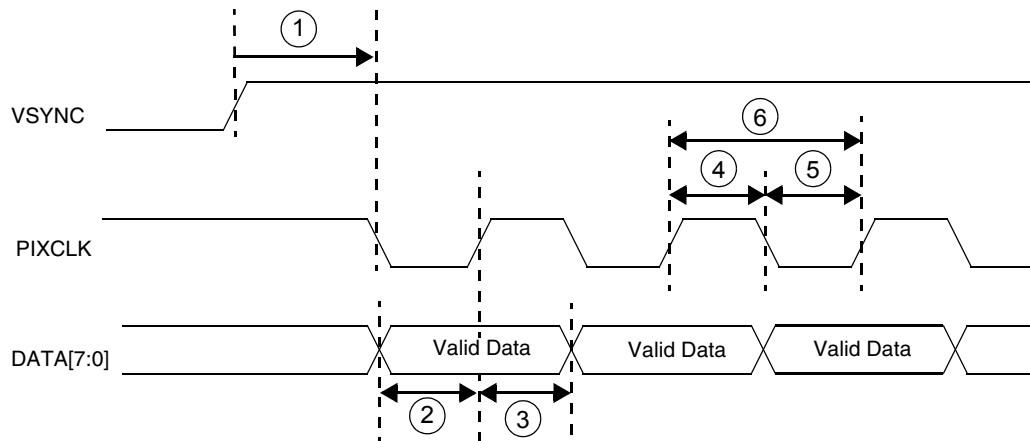 1
VSYNC
6
4 5
PIXCLK
DATA[7:0] Valid Data Valid Data Valid Data
2 3